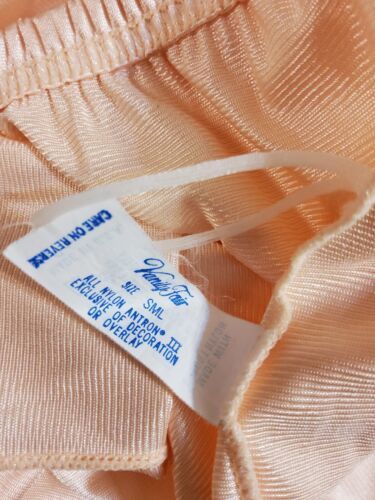 CARE ON REVERSE
Vanity Fair
SIZE SML
ALL NYLON ANTRON® III
EXCLUSIVE OF DECORATION
OR OVERLAY